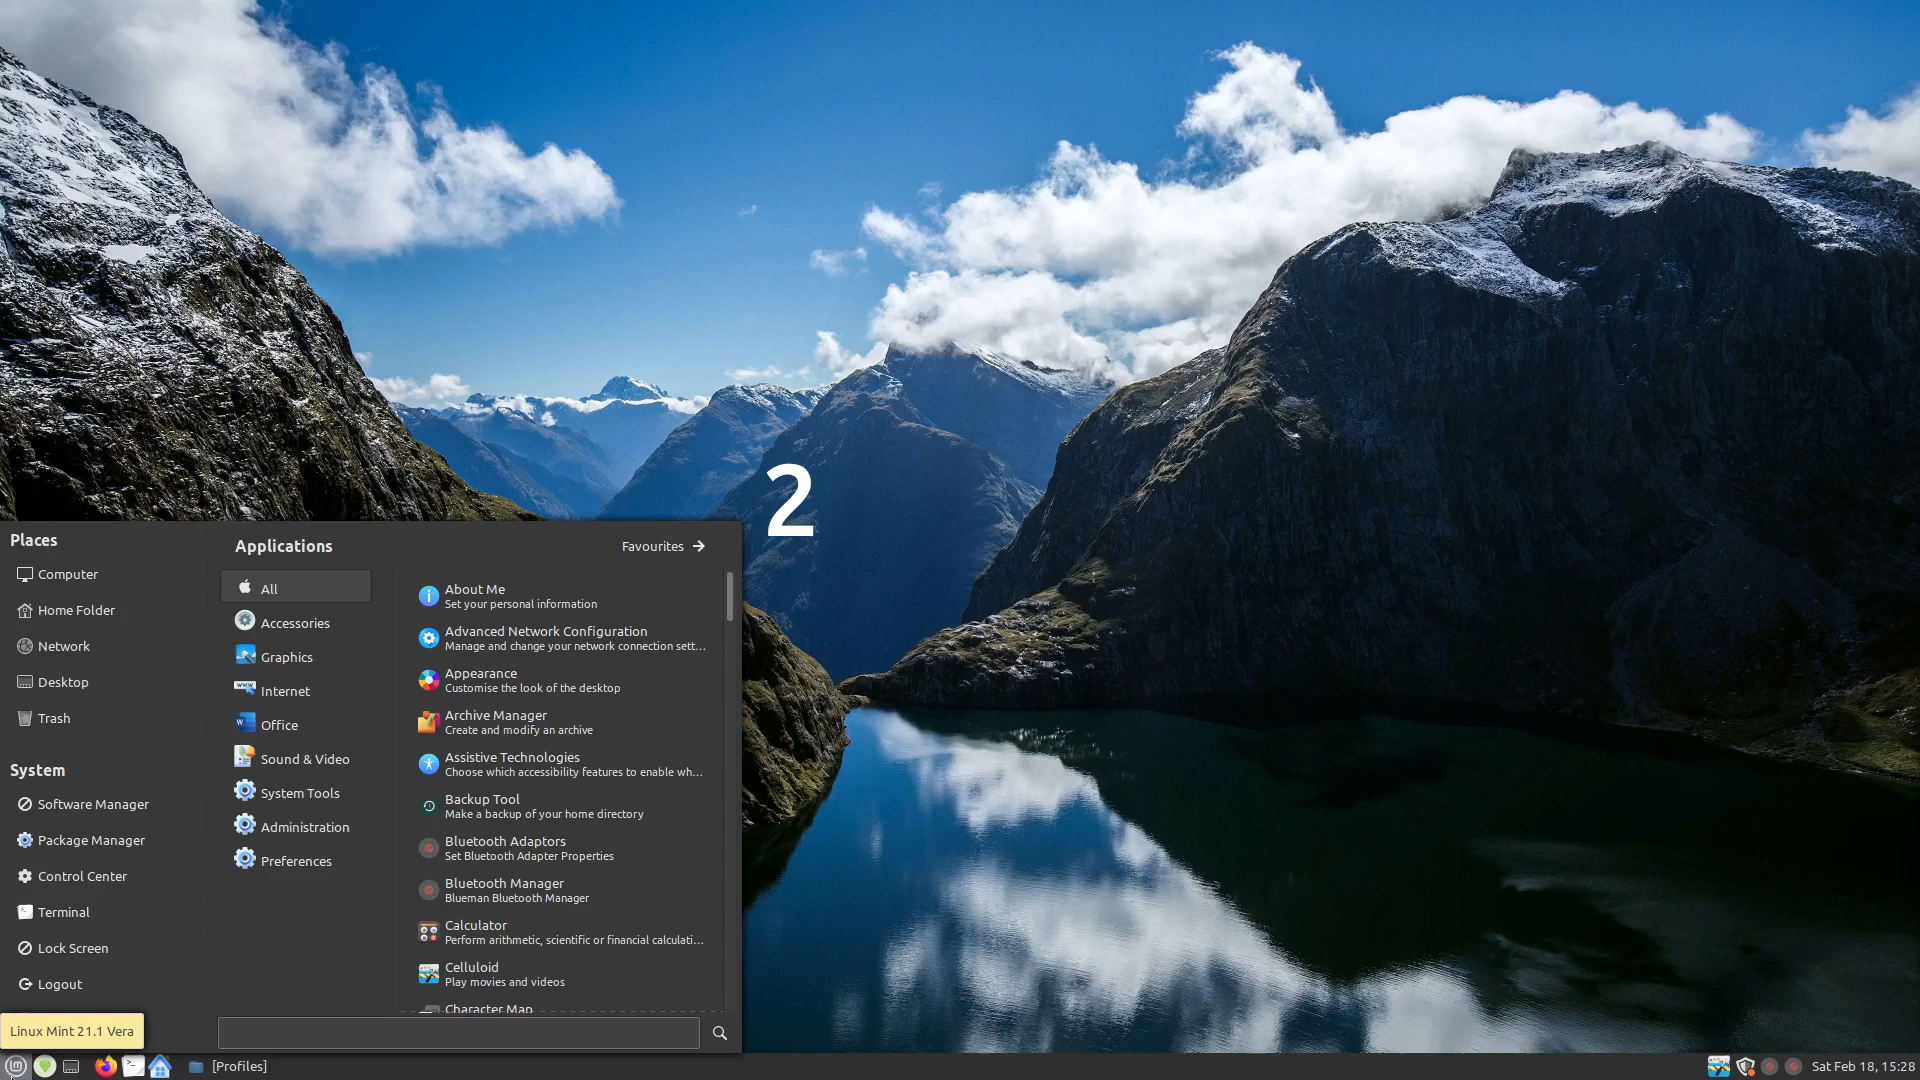 2
Places
Computer
Home Folder
Network
Desktop
Trash
System
Software Manager
Package Manager
Control Center
Terminal
Lock Screen
Logout
Linux Mint 21.1 Vera
Applications
Favourites
All
Accessories
Graphics
Internet
Office
Sound & Video
System Tools
Administration
Preferences
About Me
Set your personal information
Advanced Network Configuration
Manage and change your network connection sett...
Appearance
Customise the look of the desktop
Archive Manager
Create and modify an archive
Assistive Technologies
Choose which accessibility features to enable wh...
Backup Tool
Make a backup of your home directory
Bluetooth Adaptors
Set Bluetooth Adapter Properties
Bluetooth Manager
Blueman Bluetooth Manager
Calculator
Perform arithmetic, scientific or financial calculati...
Celluloid
Play movies and videos
Character Map
[Profiles]
Sat Feb 18, 15:28